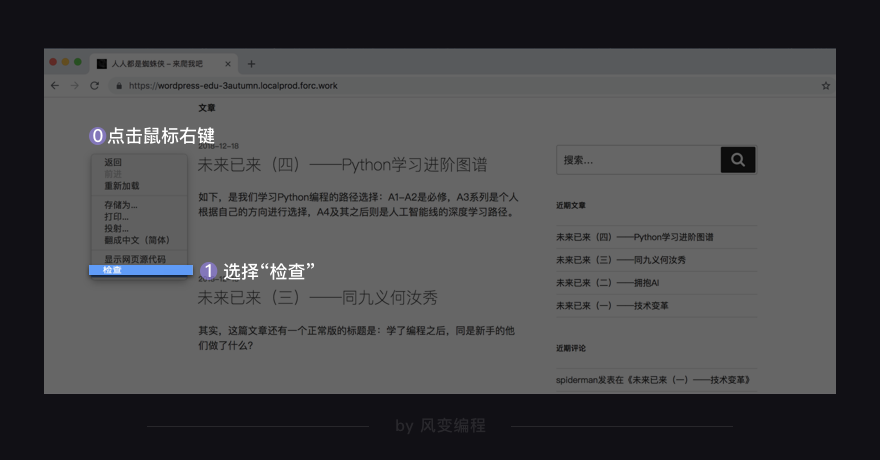 人人都是蜘蛛侠 – 来爬我吧
https://wordpress-edu-3autumn.localprod.forc.work
文章
0 点击鼠标右键
2018-12-18
未来已来（四）——Python学习进阶图谱
如下，是我们学习Python编程的路径选择：A1-A2是必修，A3系列是个人
根据自己的方向进行选择，A4及其之后则是人工智能线的深度学习路径。
返回
前进
重新加载
存储为...
打印...
投射...
翻成中文（简体）
显示网页源代码
检查
1 选择“检查”
未来已来（三）——同九义何汝秀
其实，这篇文章还有一个正常版的标题是：学了编程之后，同是新手的他
们做了什么？
搜索...
近期文章
未来已来（四）——Python学习进阶图谱
未来已来（三）——同九义何汝秀
未来已来（二）——拥抱AI
未来已来（一）——技术变革
近期评论
spiderman发表在《未来已来（一）——技术变革》
by 风变编程